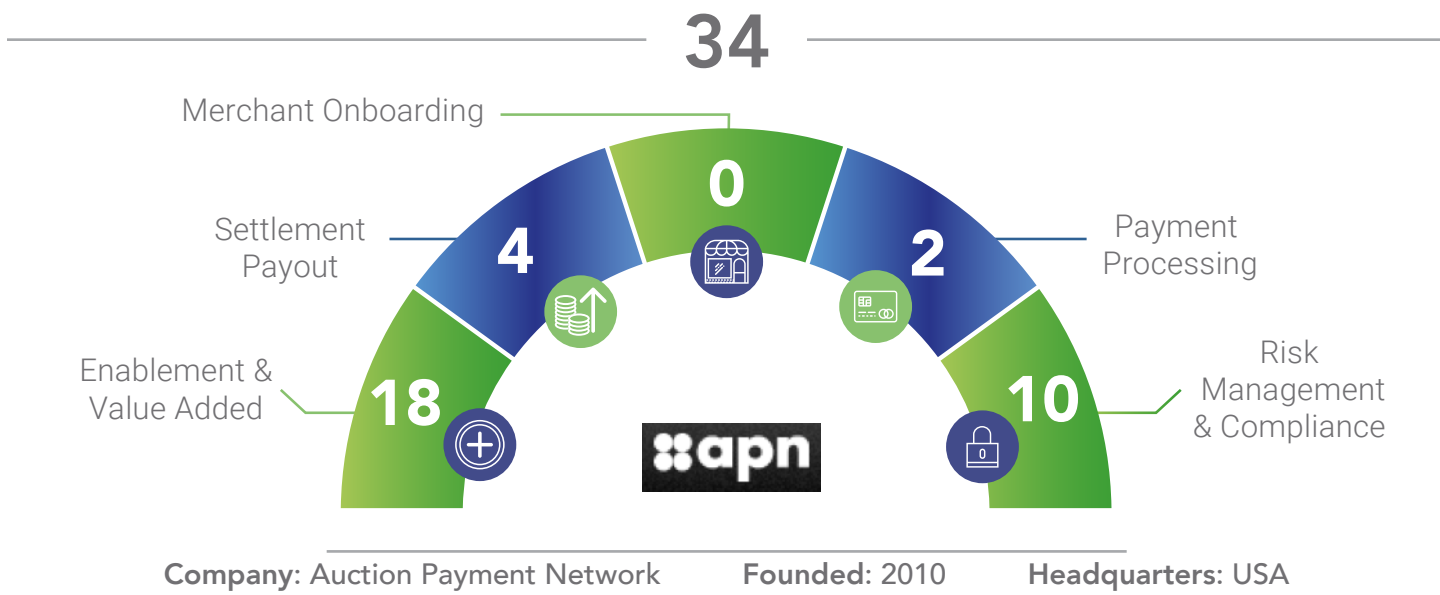 34
Merchant Onboarding
0
Settlement
Payout
4
2
Payment
Processing
Enablement &
Value Added
18
10
Risk
Management
& Compliance
0
apn
Company: Auction Payment Network Founded: 2010 Headquarters: USA